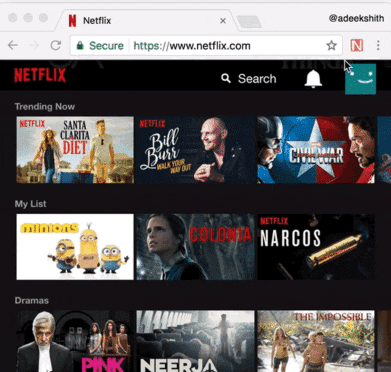 Netflix
@adeekshith
Secure https://www.netflix.com
NETFLIX
Search
Trending Now
NETFLIX
SANTA
CLARITA
DIET
NETFLIX
Bill
Burr
WALK YOUR
WAY OUT
CIVIL WAR
My List
MINIONS
COLONIA
NETFLIX
NARCOS
Dramas
PINK
NEERJA
THE IMPOSSIBLE